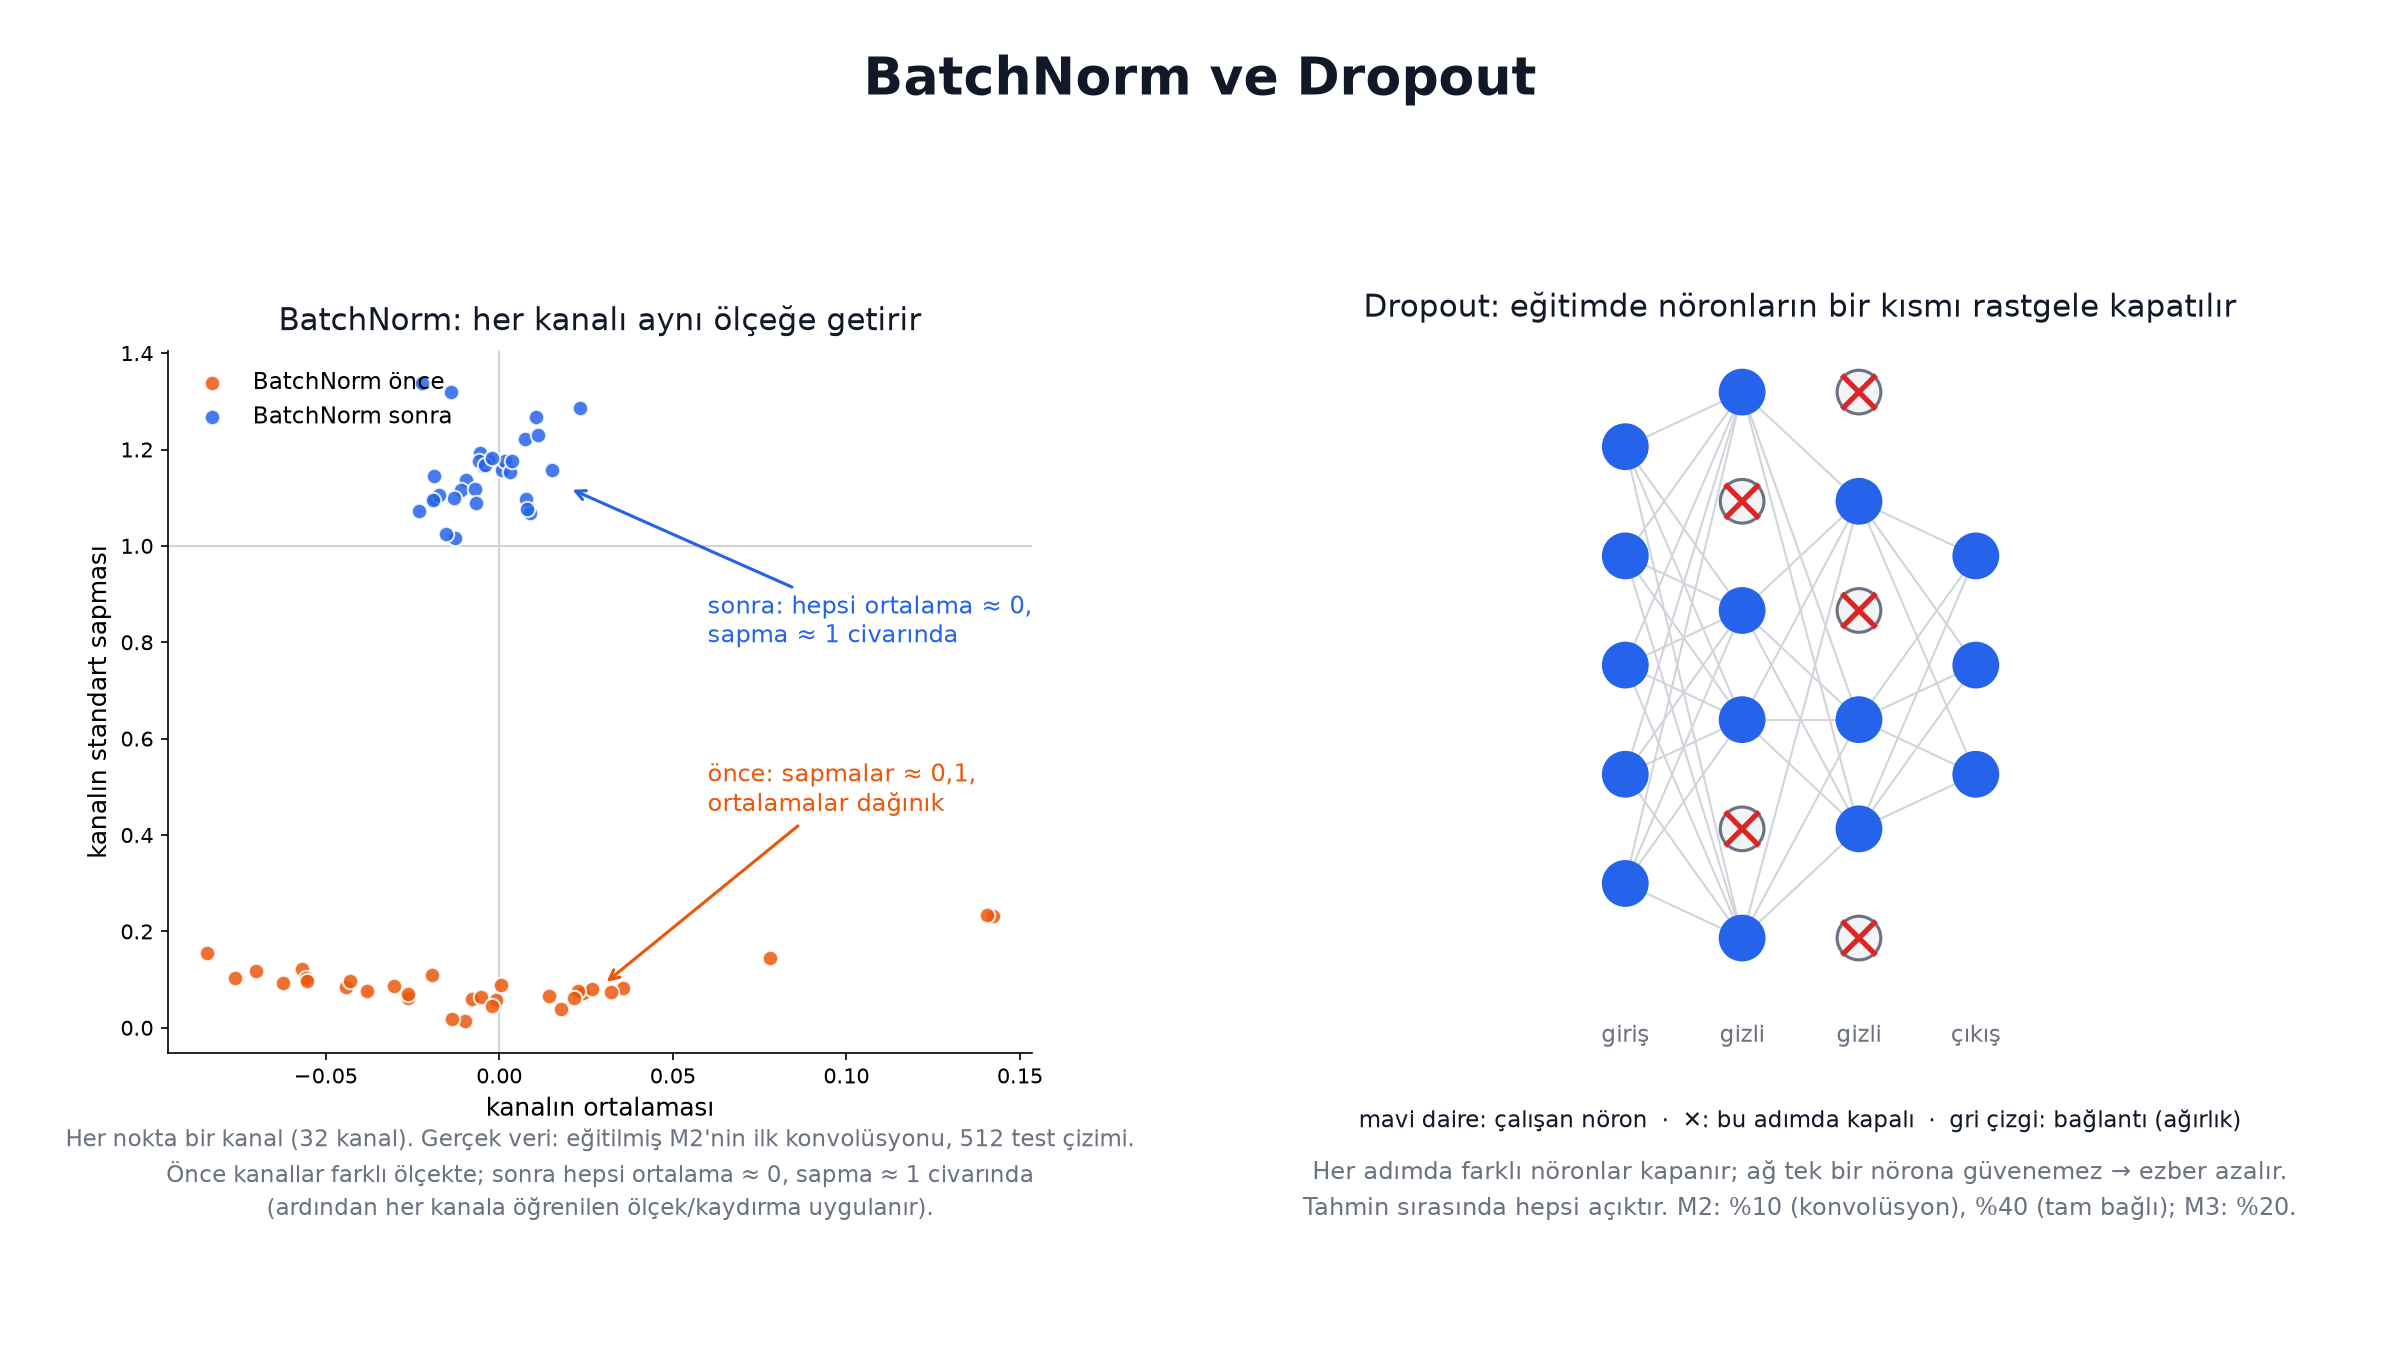 BatchNorm ve Dropout
BatchNorm: her kanalı aynı ölçeğe getirir
1.4
1.2
1.0
0.8
0.6
0.4
0.2
0.0
kanalın standart sapması
BatchNorm önce
BatchNorm sonra
sonra: hepsi ortalama ≈ 0,
sapma ≈ 1 civarında
önce: sapmalar ≈ 0,1,
ortalamalar dağınık
−0.05
0.00
0.05
0.10
0.15
kanalın ortalaması
Her nokta bir kanal (32 kanal). Gerçek veri: eğitilmiş M2'nin ilk konvolüsyonu, 512 test çizimi.
Önce kanallar farklı ölçekte; sonra hepsi ortalama ≈ 0, sapma ≈ 1 civarında
(ardından her kanala öğrenilen ölçek/kaydırma uygulanır).
Dropout: eğitimde nöronların bir kısmı rastgele kapatılır
giriş
gizli
gizli
çıkış
mavi daire: çalışan nöron · ✕: bu adımda kapalı · gri çizgi: bağlantı (ağırlık)
Her adımda farklı nöronlar kapanır; ağ tek bir nörona güvenemez → ezber azalır.
Tahmin sırasında hepsi açıktır. M2: %10 (konvolüsyon), %40 (tam bağlı); M3: %20.